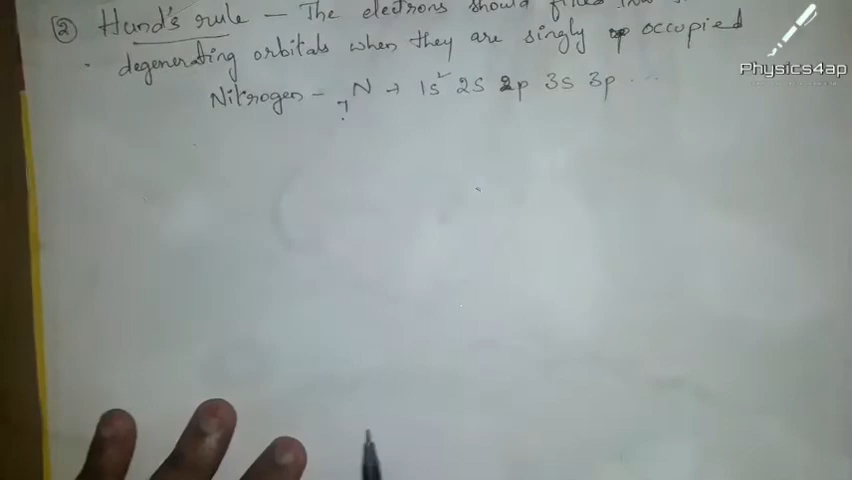 ② Hund's rule - The electrons should filled
degenerating orbitals when they are singly occupied
Nitrogen - ₇N → 1s² 2s 2p 3s 3p ...
Physics4ap